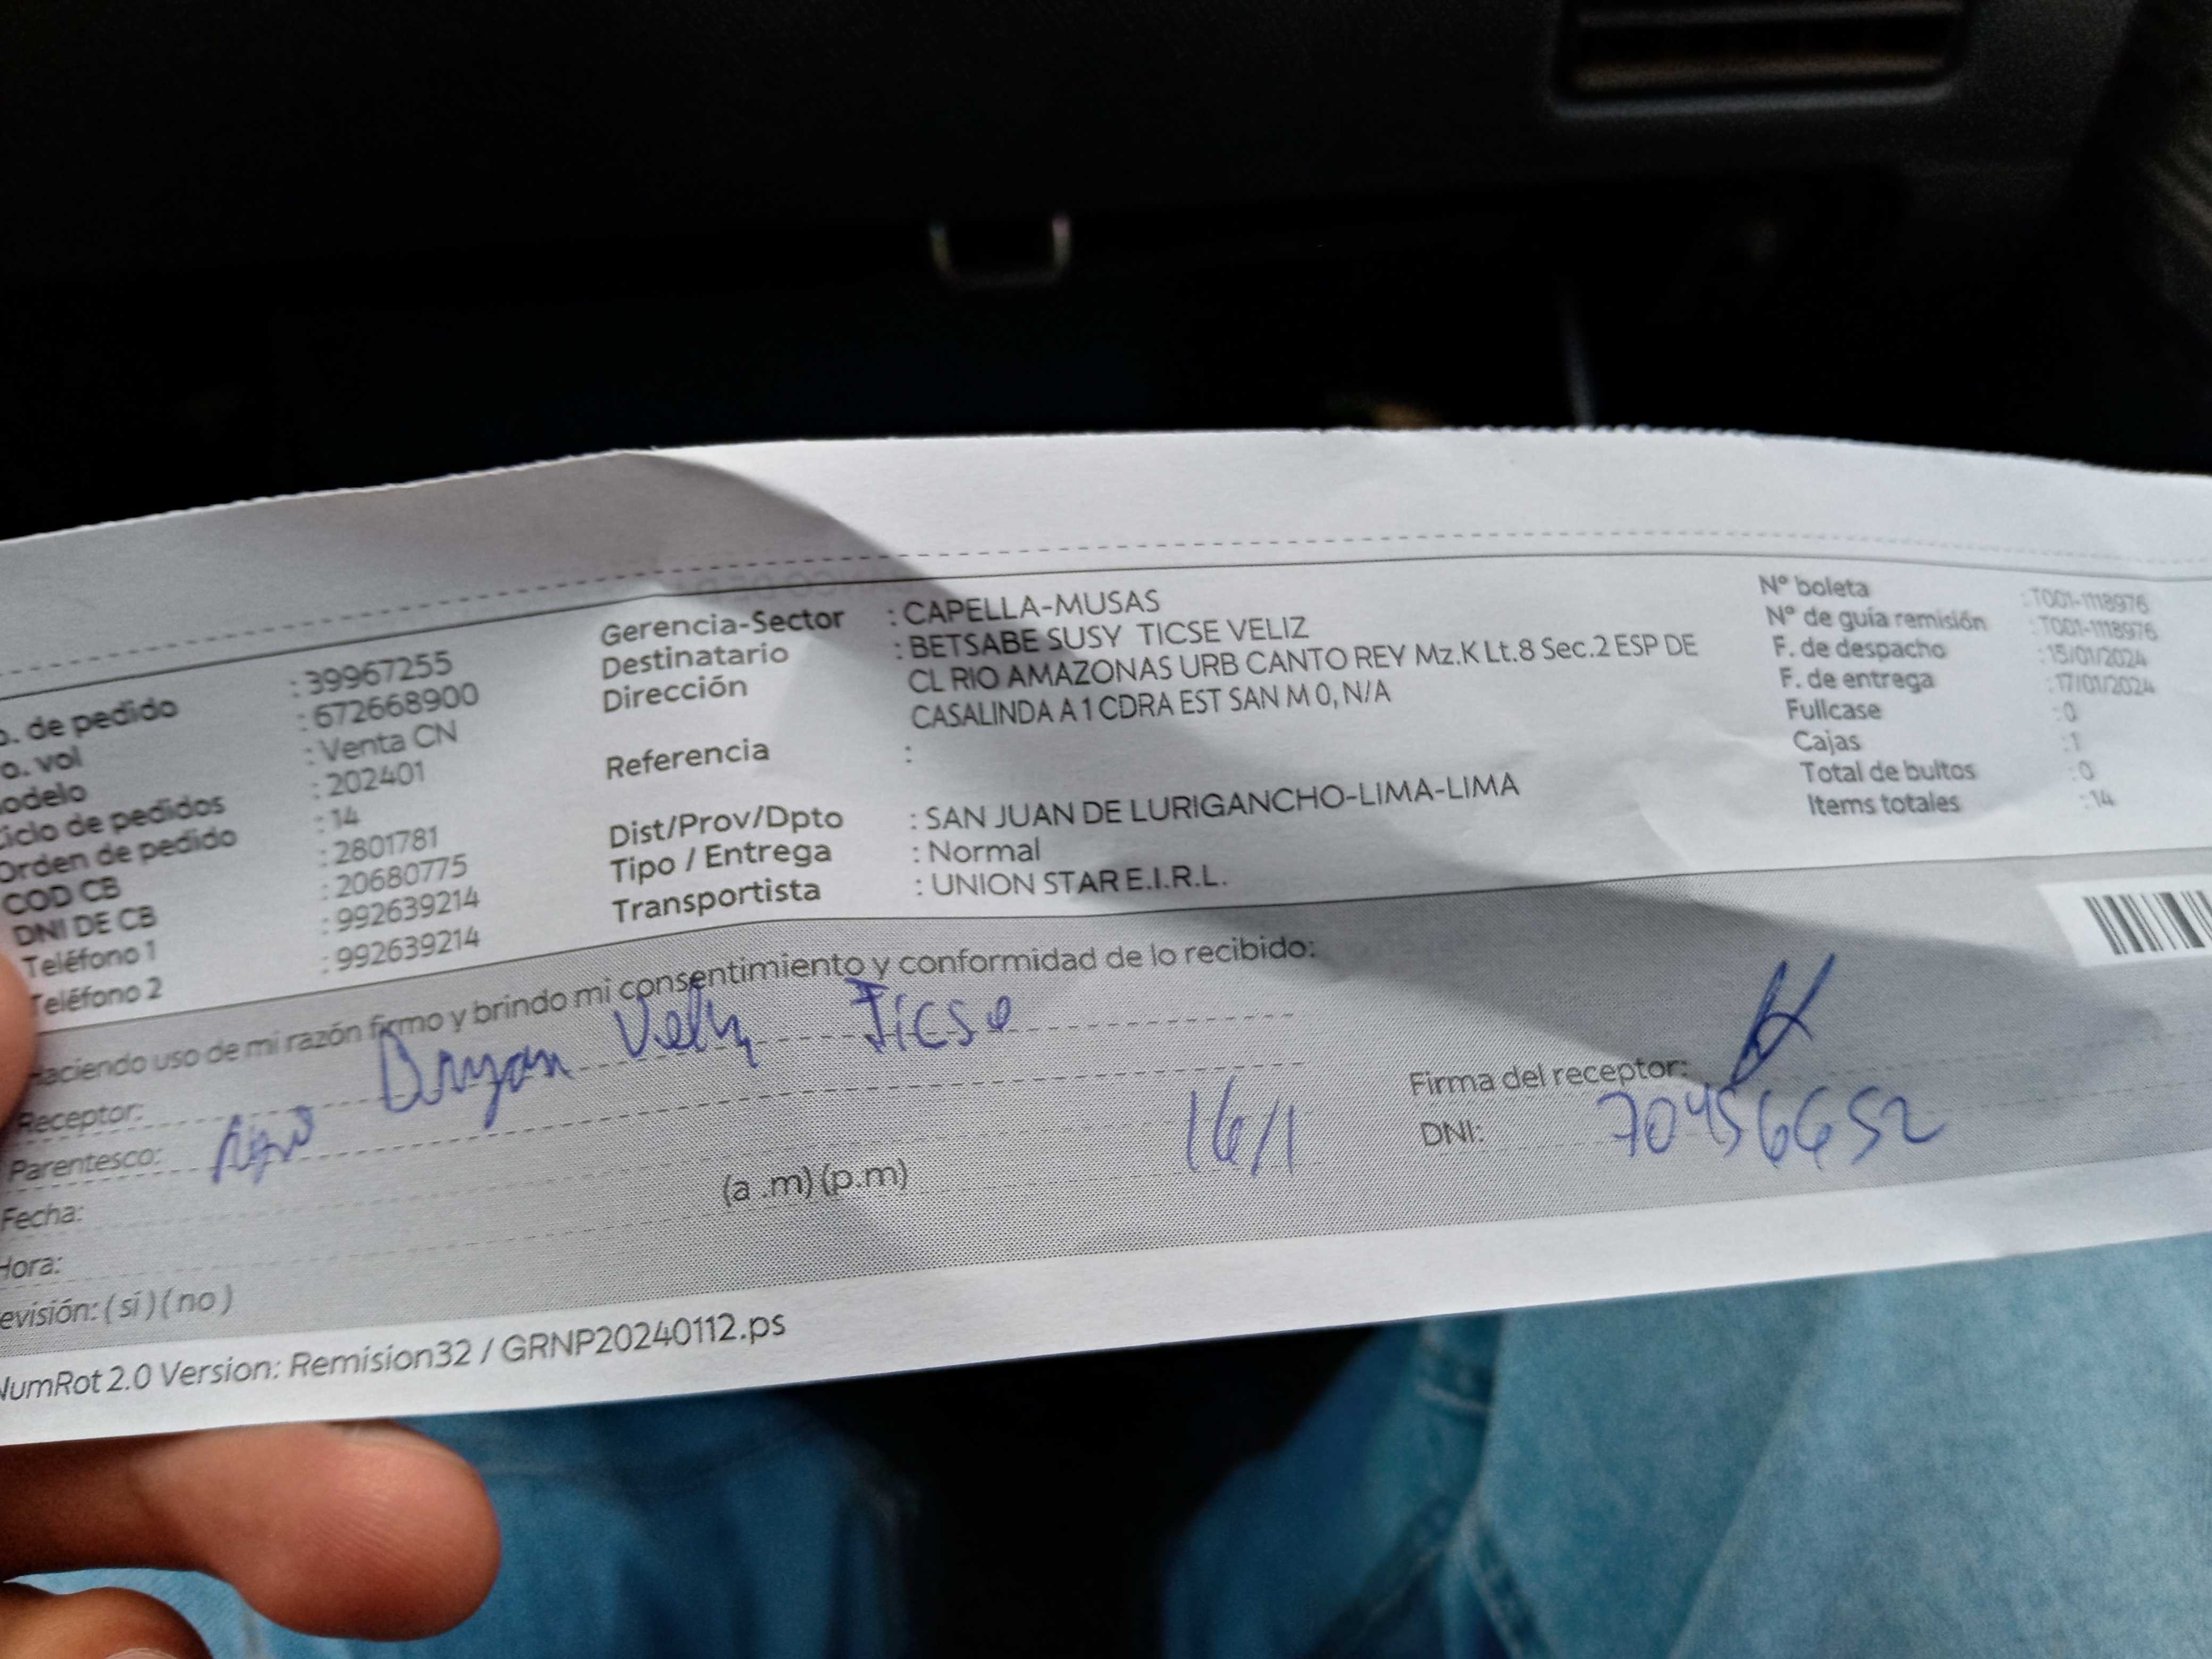 o. de pedido : 39967255
o. vol : 672668900
odelo : Venta CN
Ciclo de pedidos : 202401
Orden de pedido : 14
COD CB : 2801781
DNI DE CB : 20680775
Teléfono 1 : 992639214
Teléfono 2 : 992639214
Gerencia-Sector : CAPELLA-MUSAS
Destinatario : BETSABE SUSY TICSE VELIZ
Dirección CL RIO AMAZONAS URB CANTO REY Mz.K Lt.8 Sec.2 ESP DE
CASALINDA A 1 CDRA EST SAN M 0, N/A
Referencia :
Dist/Prov/Dpto : SAN JUAN DE LURIGANCHO-LIMA-LIMA
Tipo / Entrega : Normal
Transportista : UNION STAR E.I.R.L.
Nº boleta : T001-1118976
Nº de guía remisión : T001-1118976
F. de despacho : 15/01/2024
F. de entrega : 17/01/2024
Fullcase : 0
Cajas : 1
Total de bultos : 0
Items totales : 14
Haciendo uso de mi razón firmo y brindo mi consentimiento y conformidad de lo recibido:
Receptor: Bryan Veliz Ticse
Parentesco:
Fecha: 16/1
Hora: (a .m) (p.m)
evisión: ( sí ) ( no )
Firma del receptor:
DNI: 70456652
NumRot 2.0 Version: Remision32 / GRNP20240112.ps